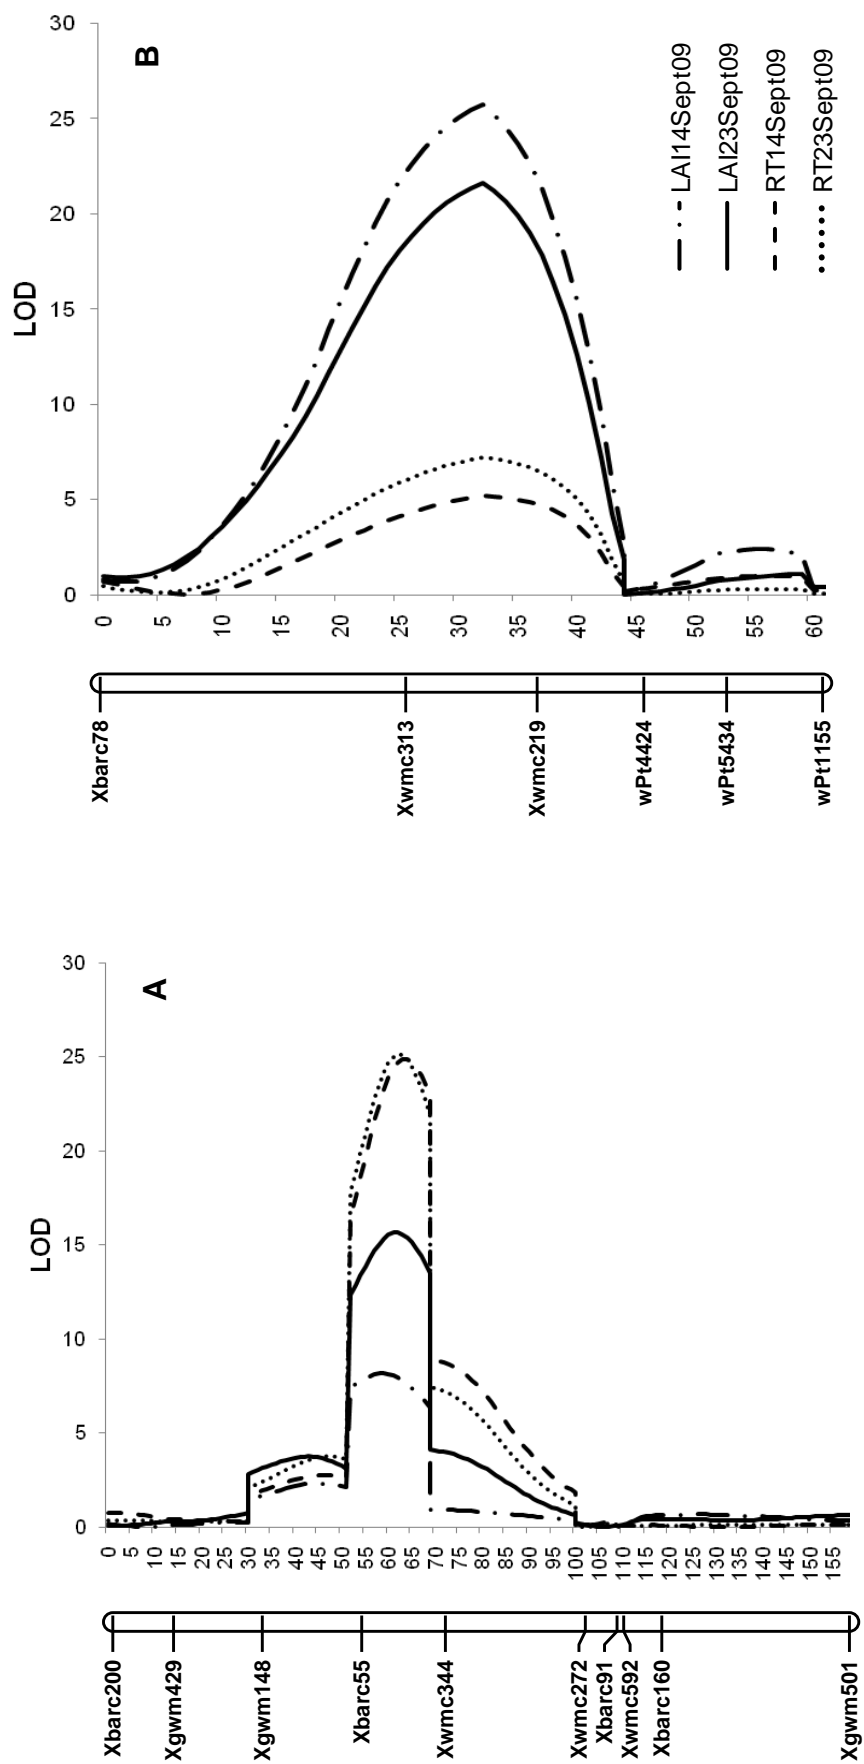 A
LOD
30
25
20
15
10
5
0
0 5 10 15 20 25 30 35 40 45 50 55 60 65 70 75 80 85 90 95 100 105 110 115 120 125 130 135 140 145 150 155
Xbarc200
Xgwm429
Xgwm148
Xbarc55
Xwmc344
Xwmc272
Xbarc91
Xwmc592
Xbarc160
Xgwm501
B
LOD
30
25
20
15
10
5
0
0 5 10 15 20 25 30 35 40 45 50 55 60
LAI14Sept09
LAI23Sept09
RT14Sept09
RT23Sept09
Xbarc78
Xwmc313
Xwmc219
wPt4424
wPt5434
wPt1155